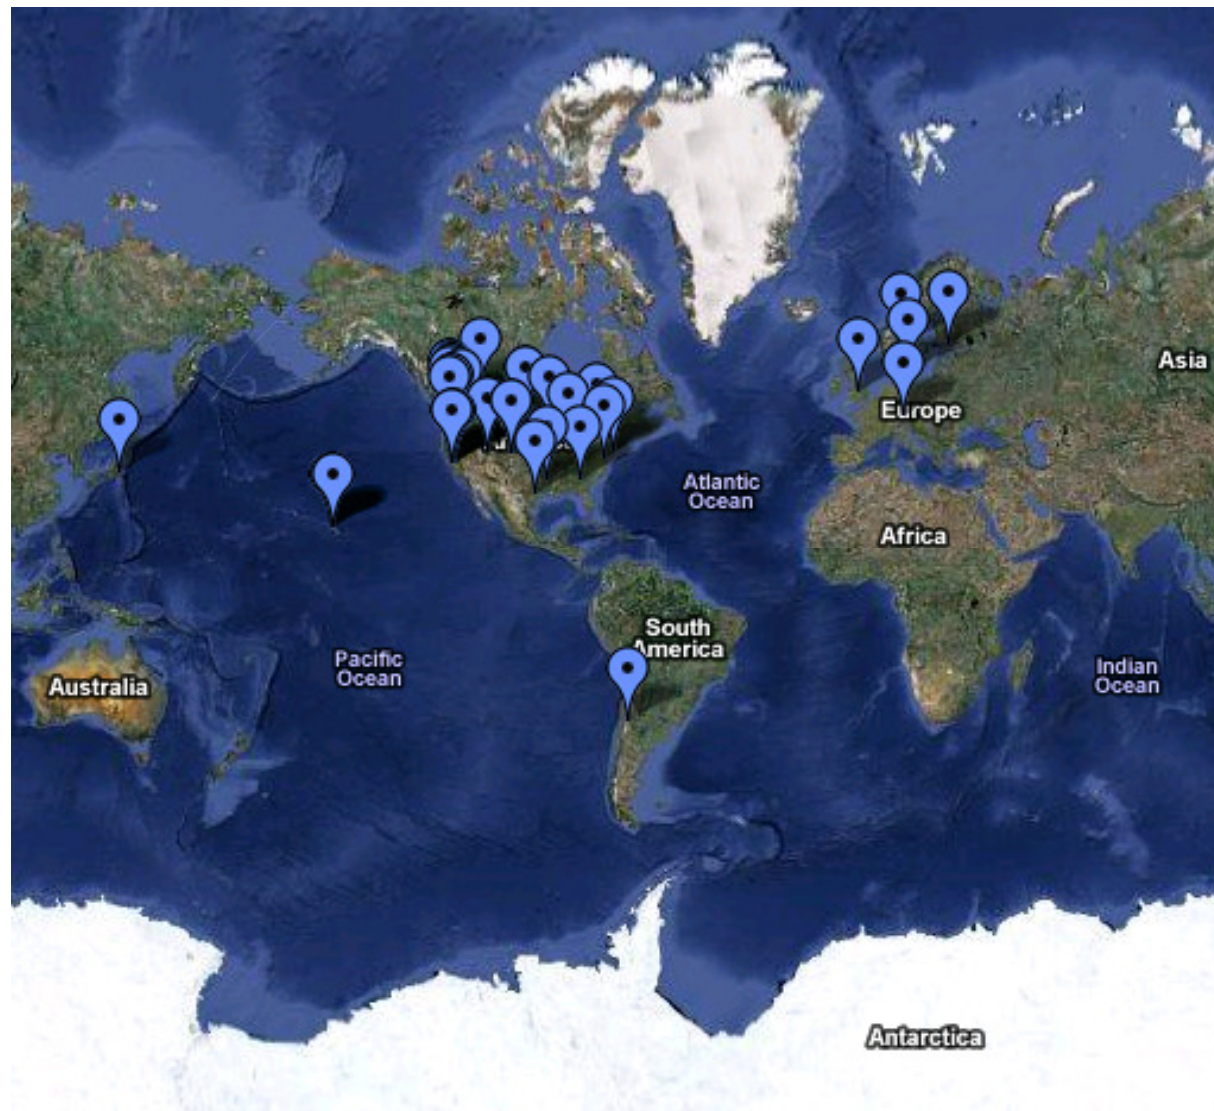 Asia
Europe
Atlantic
Ocean
Africa
South
America
Pacific
Ocean
Australia
Indian
Ocean
Antarctica